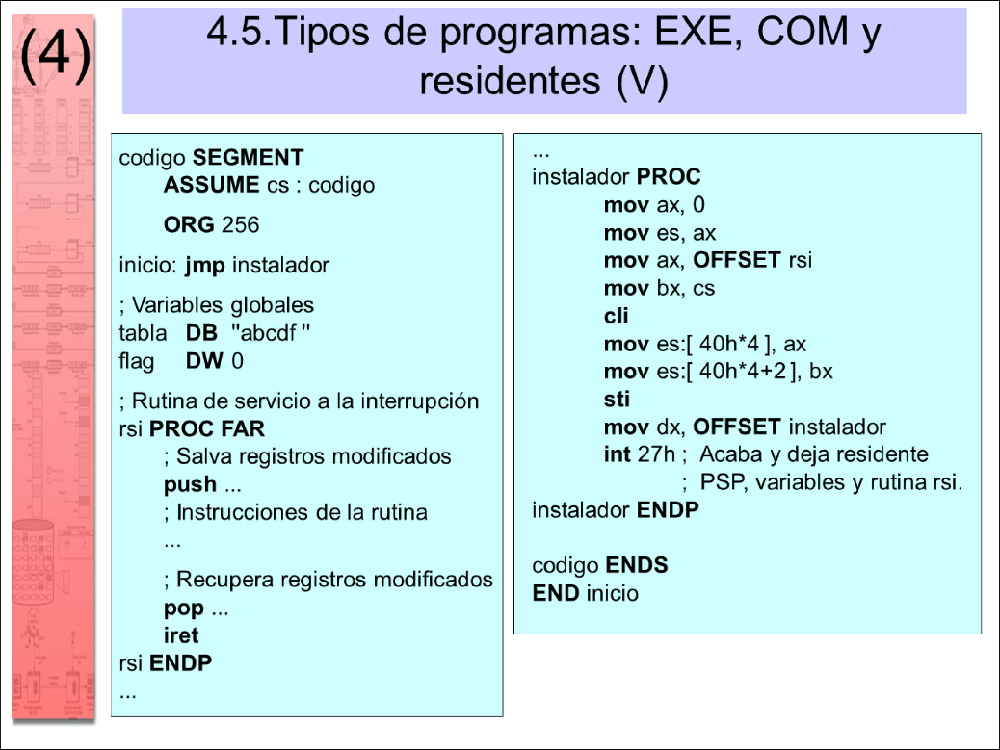 (4)
4.5.Tipos de programas: EXE, COM y
residentes (V)
codigo SEGMENT
ASSUME cs : codigo
ORG 256
inicio: jmp instalador
; Variables globales
tabla DB "abcdf "
flag DW 0
; Rutina de servicio a la interrupción
rsi PROC FAR
; Salva registros modificados
push ...
; Instrucciones de la rutina
...
; Recupera registros modificados
pop ...
iret
rsi ENDP
...
...
instalador PROC
mov ax, 0
mov es, ax
mov ax, OFFSET rsi
mov bx, cs
cli
mov es:[ 40h*4 ], ax
mov es:[ 40h*4+2 ], bx
sti
mov dx, OFFSET instalador
int 27h ; Acaba y deja residente
; PSP, variables y rutina rsi.
instalador ENDP
codigo ENDS
END inicio